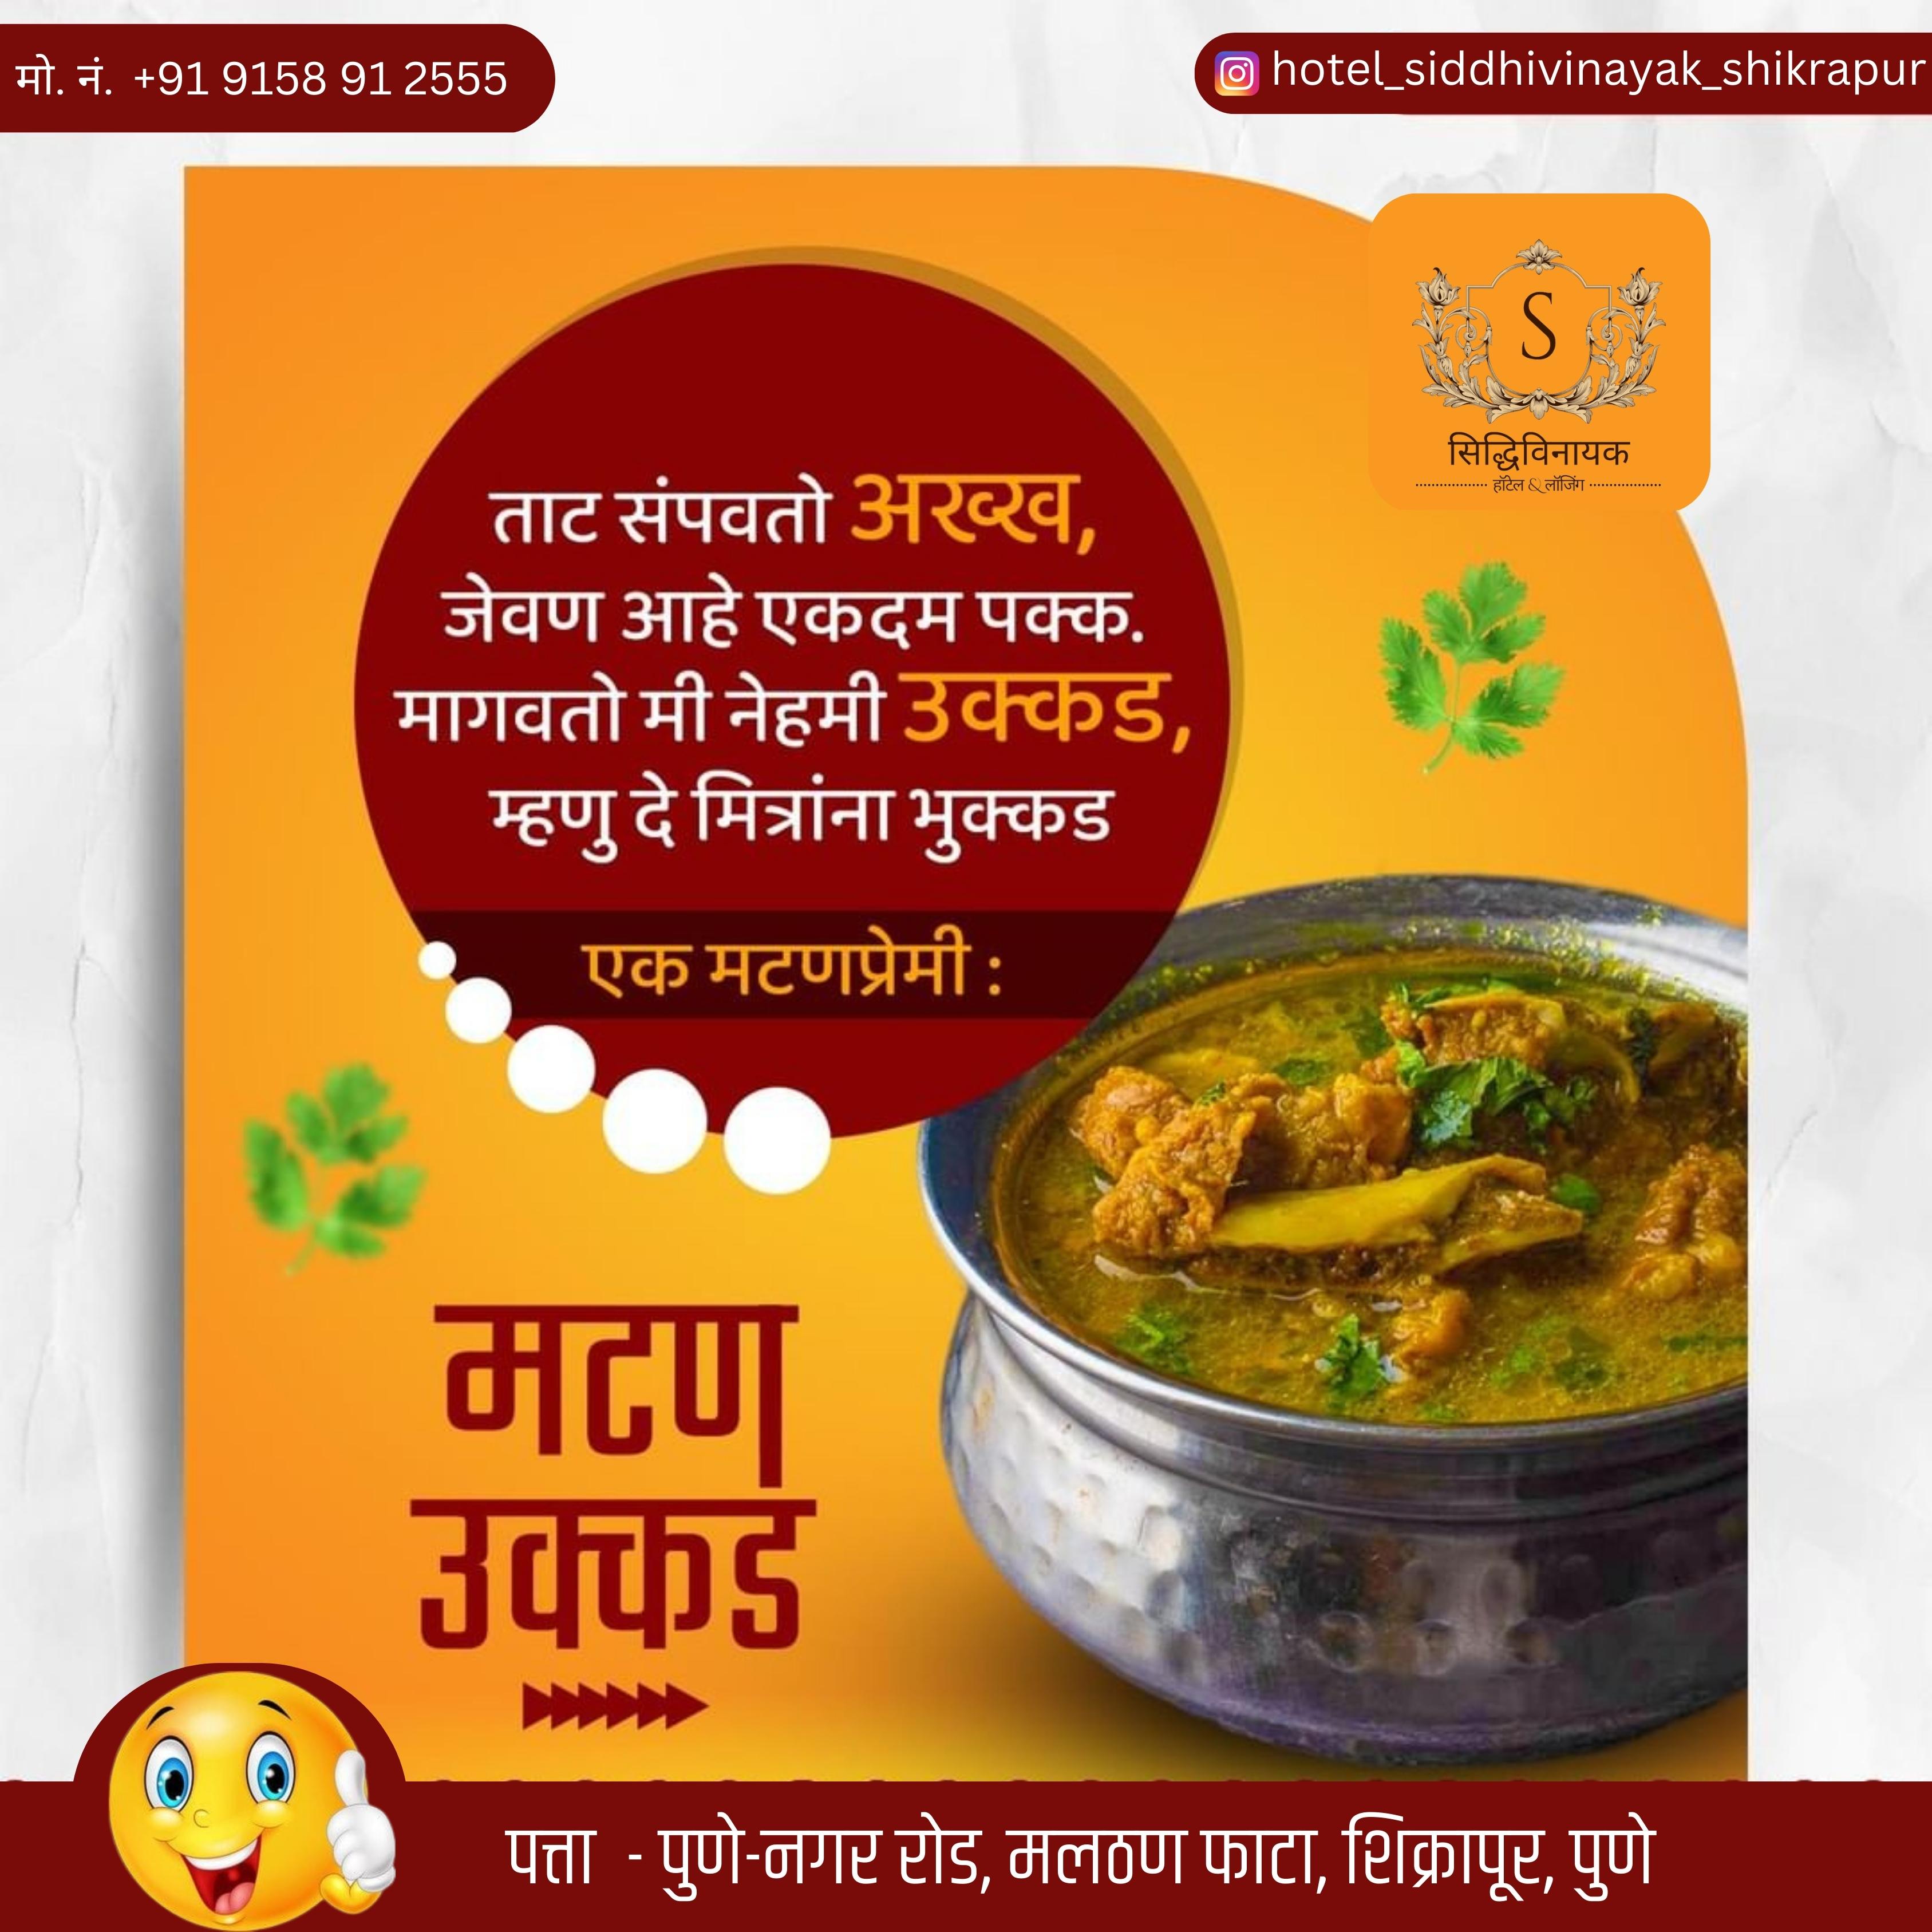 मो. नं. +91 9158 91 2555
hotel_siddhivinayak_shikrapur
S
सिद्धिविनायक
हॉटेल & लॉजिंग
ताट संपवतो अख्ख,
जेवण आहे एकदम पक्क.
मागवतो मी नेहमी उक्कड,
म्हणु दे मित्रांना भुक्कड
एक मटणप्रेमी :
मटण
उक्कड
पत्ता - पुणे-नगर रोड, मलठण फाटा, शिक्रापूर, पुणे